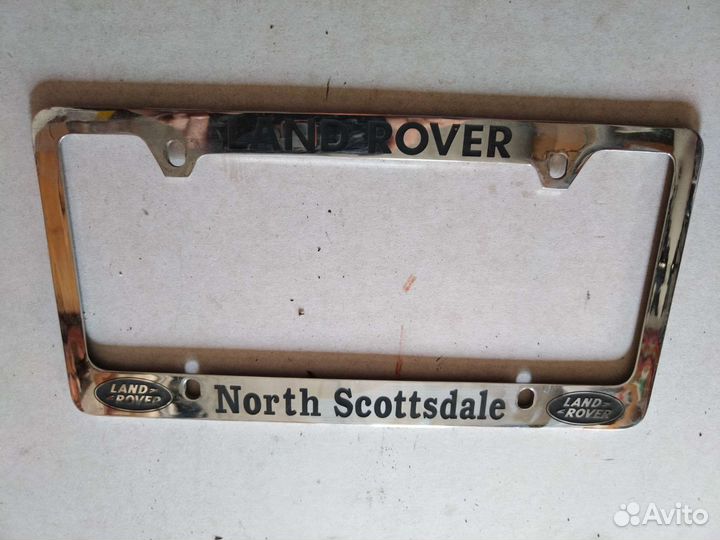 LAND ROVER
LAND
ROVER
North Scottsdale
LAND
ROVER
Avito